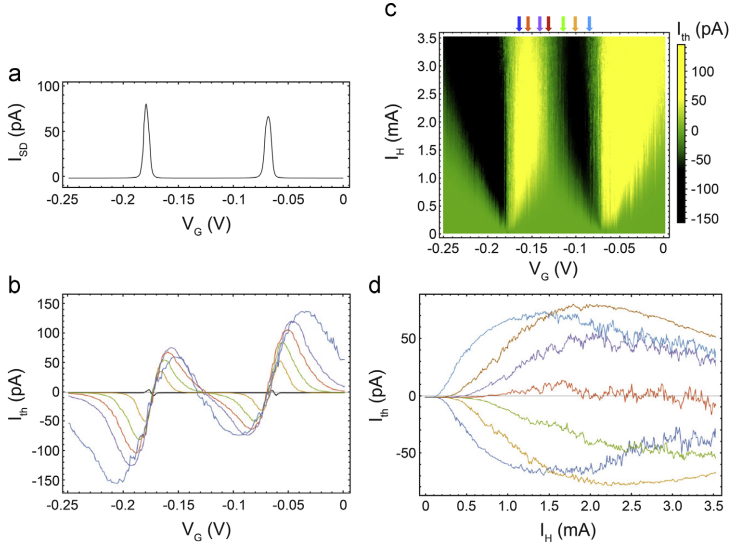 a
I_SD (pA)
100
50
0
-0.25 -0.2 -0.15 -0.1 -0.05 0
V_G (V)
b
I_th (pA)
150
100
50
0
-50
-100
-150
-0.25 -0.2 -0.15 -0.1 -0.05 0
V_G (V)
c
I_H (mA)
3.5
3.0
2.5
2.0
1.5
1.0
0.5
0
-0.25 -0.2 -0.15 -0.1 -0.05 0
V_G (V)
I_th (pA)
100
50
0
-50
-100
-150
d
I_th (pA)
50
0
-50
0 0.5 1.0 1.5 2.0 2.5 3.0 3.5
I_H (mA)